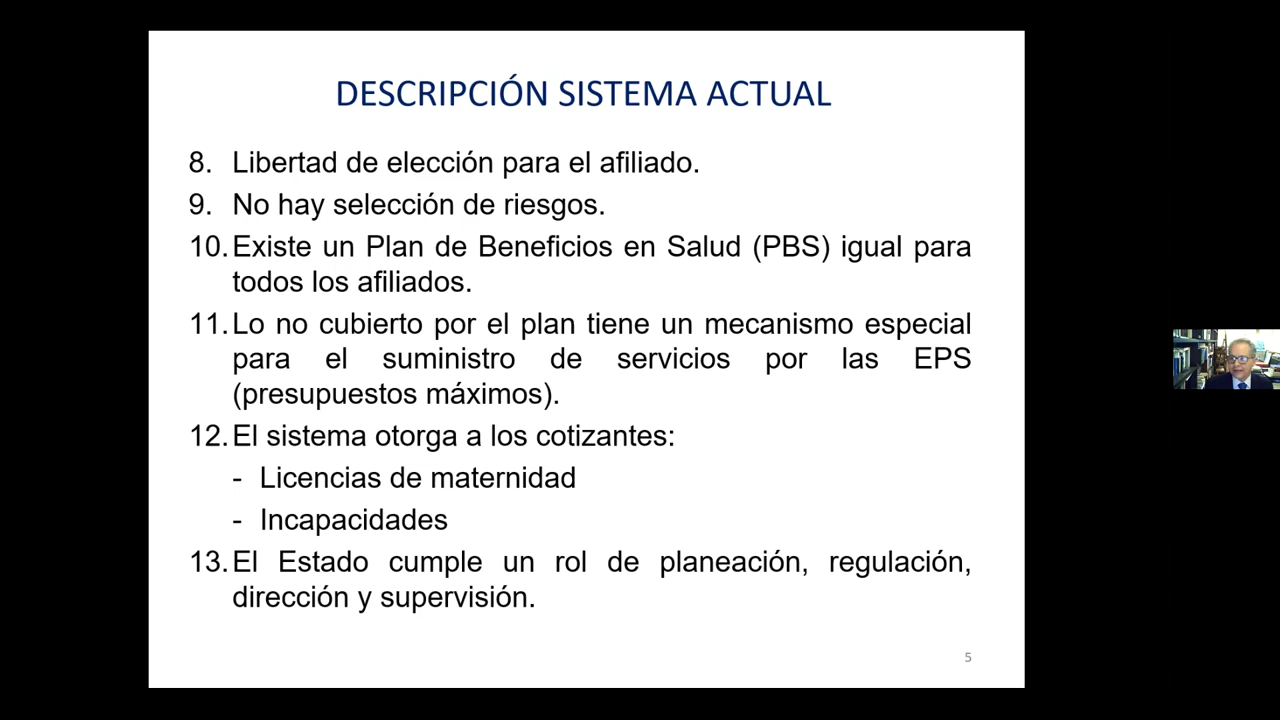 DESCRIPCIÓN SISTEMA ACTUAL
8. Libertad de elección para el afiliado.
9. No hay selección de riesgos.
10. Existe un Plan de Beneficios en Salud (PBS) igual para
todos los afiliados.
11. Lo no cubierto por el plan tiene un mecanismo especial
para el suministro de servicios por las EPS
(presupuestos máximos).
12. El sistema otorga a los cotizantes:
- Licencias de maternidad
- Incapacidades
13. El Estado cumple un rol de planeación, regulación,
dirección y supervisión.
5